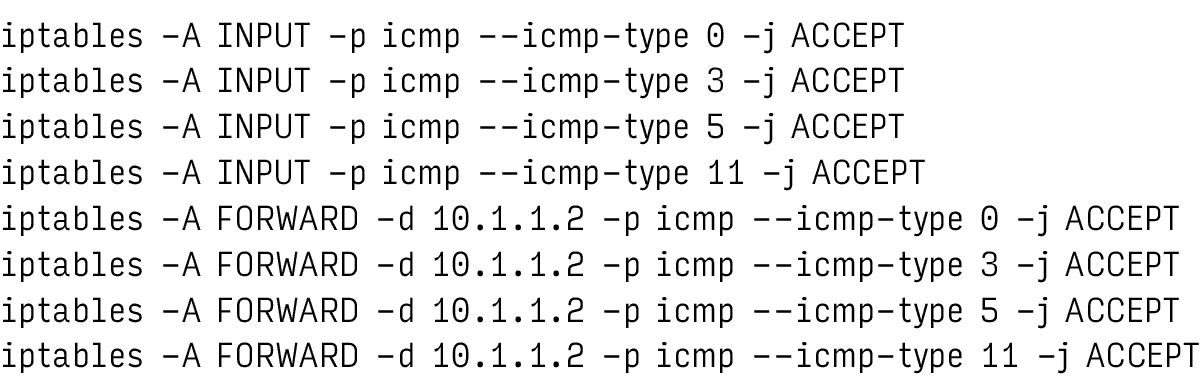 iptables -A INPUT -p icmp --icmp-type 0 -j ACCEPT
iptables -A INPUT -p icmp --icmp-type 3 -j ACCEPT
iptables -A INPUT -p icmp --icmp-type 5 -j ACCEPT
iptables -A INPUT -p icmp --icmp-type 11 -j ACCEPT
iptables -A FORWARD -d 10.1.1.2 -p icmp --icmp-type 0 -j ACCEPT
iptables -A FORWARD -d 10.1.1.2 -p icmp --icmp-type 3 -j ACCEPT
iptables -A FORWARD -d 10.1.1.2 -p icmp --icmp-type 5 -j ACCEPT
iptables -A FORWARD -d 10.1.1.2 -p icmp --icmp-type 11 -j ACCEPT